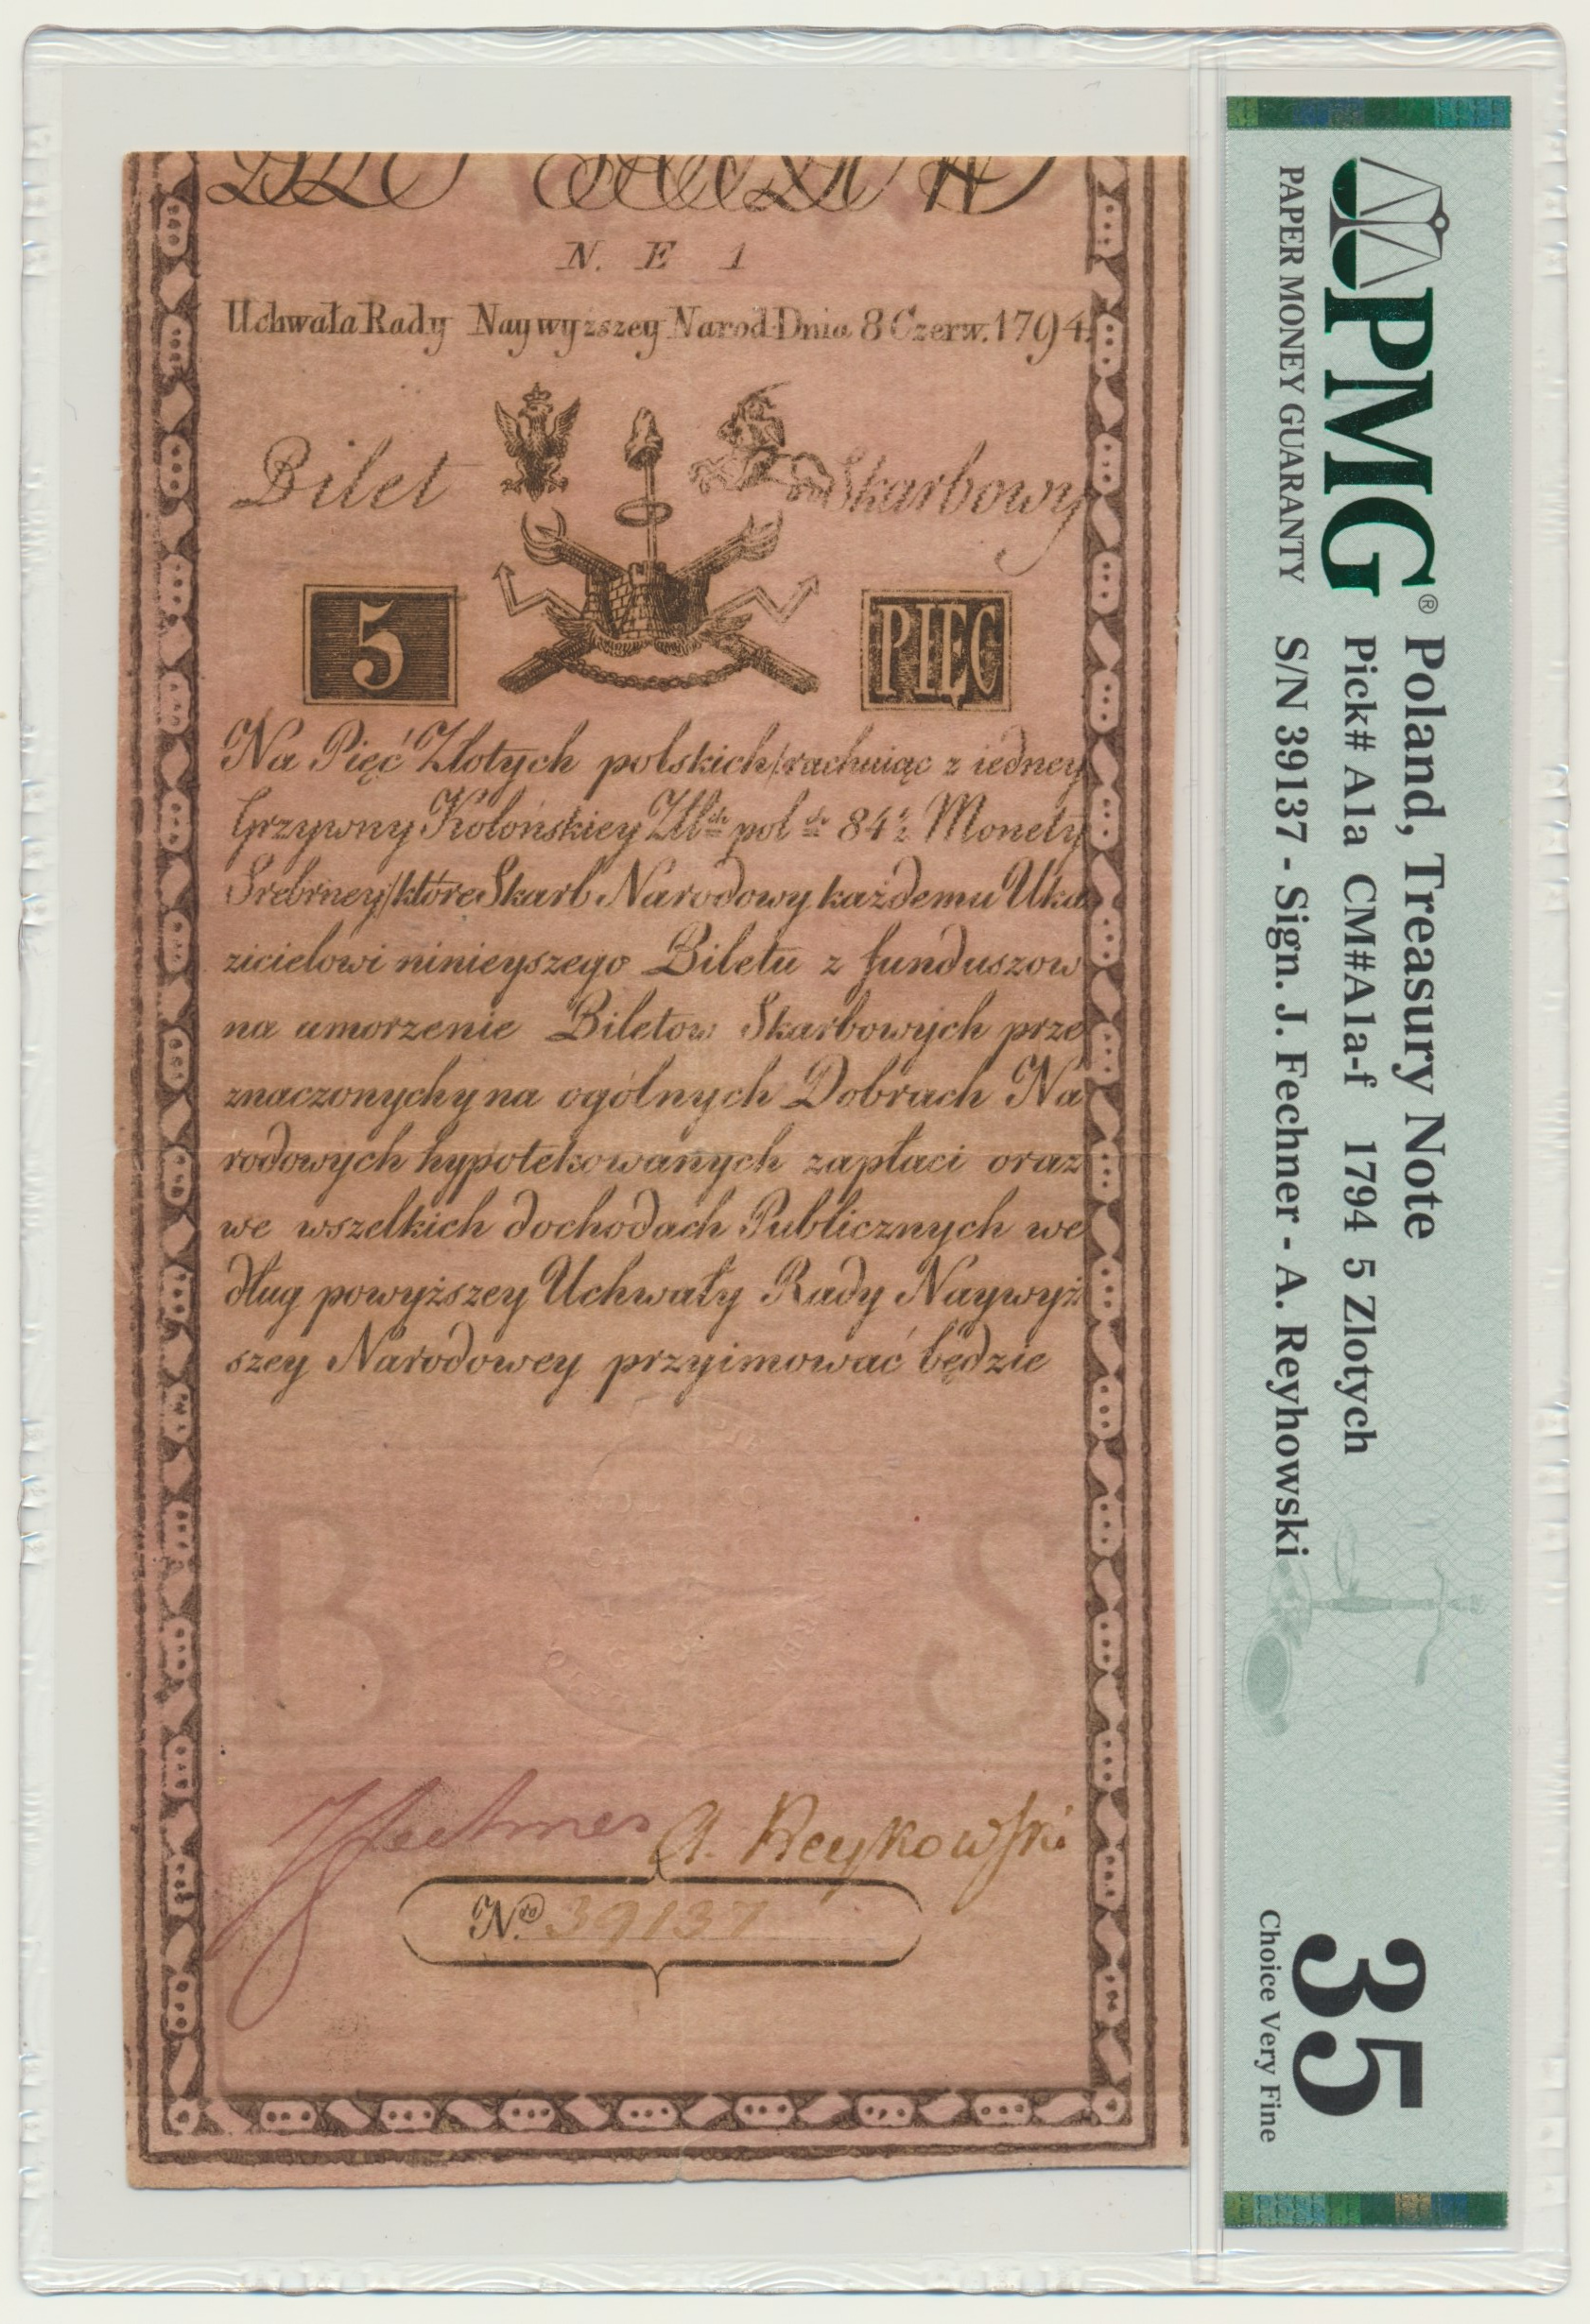 N. E 1
Uchwała Rady Naywyższey Narod. Dnia 8 Czerw. 1794.
Bilet Skarbowy
5 PIĘC
Na Pięć Złotych polskich/rachuiąc z iedney
Grzywny Kolońskiey Złłch pol ch 84½ Monety
Srebrney/które Skarb Narodowy każdemu Uka
zicielowi ninieyszego Biletu z funduszow
na umorzenie Biletow Skarbowych prze
znaczonych y na ogólnych Dobrach Na
rodowych hypotekowanych zapłaci oraz
we wszelkich dochodach Publicznych we
dług powyższey Uchwały Rady Naywyż
szey Narodowey przyimować będzie
B S
JFechner A. Reykowski
No. 39137
PMG®
PAPER MONEY GUARANTY
Poland, Treasury Note
Pick# A1a CM#A1a-f 1794 5 Zlotych
S/N 39137 - Sign. J. Fechner - A. Reyhowski
35
Choice Very Fine